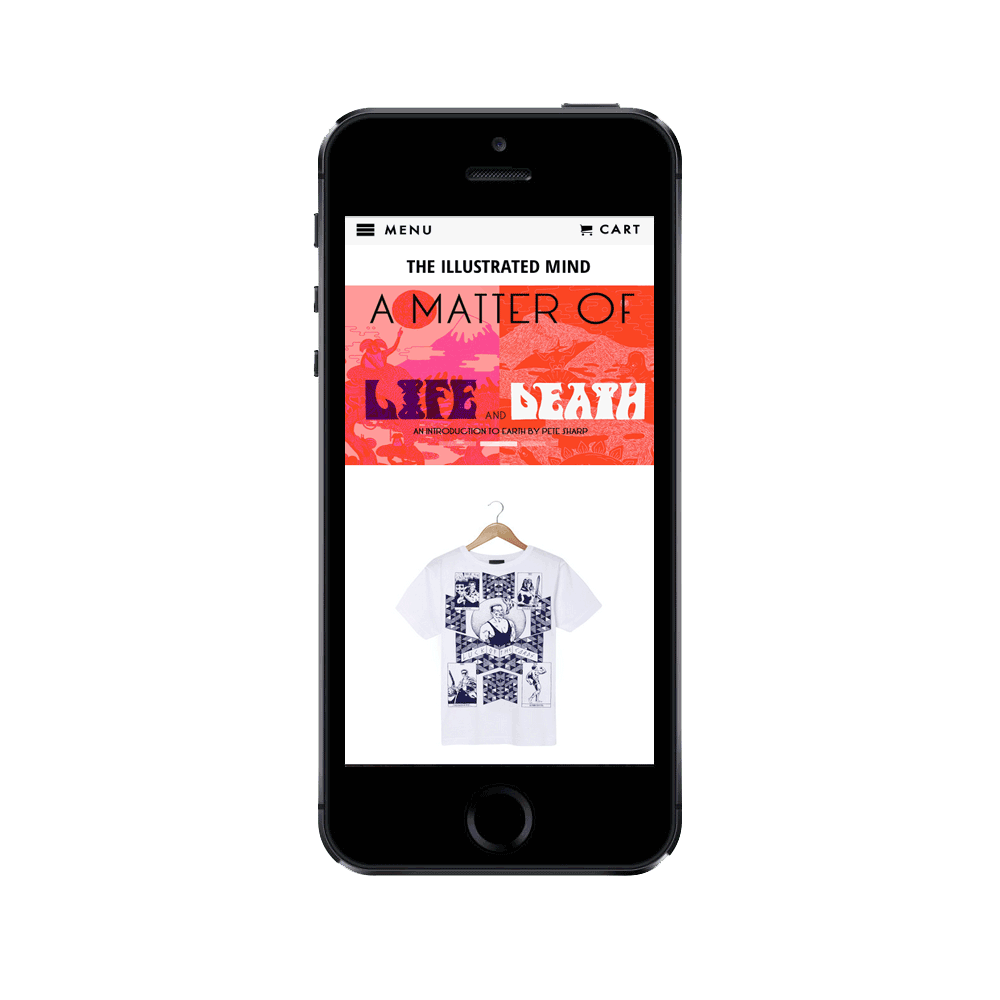 MENU
CART
THE ILLUSTRATED MIND
A MATTER OF
LIFE AND DEATH
AN INTRODUCTION TO EARTH BY PETE SHARP